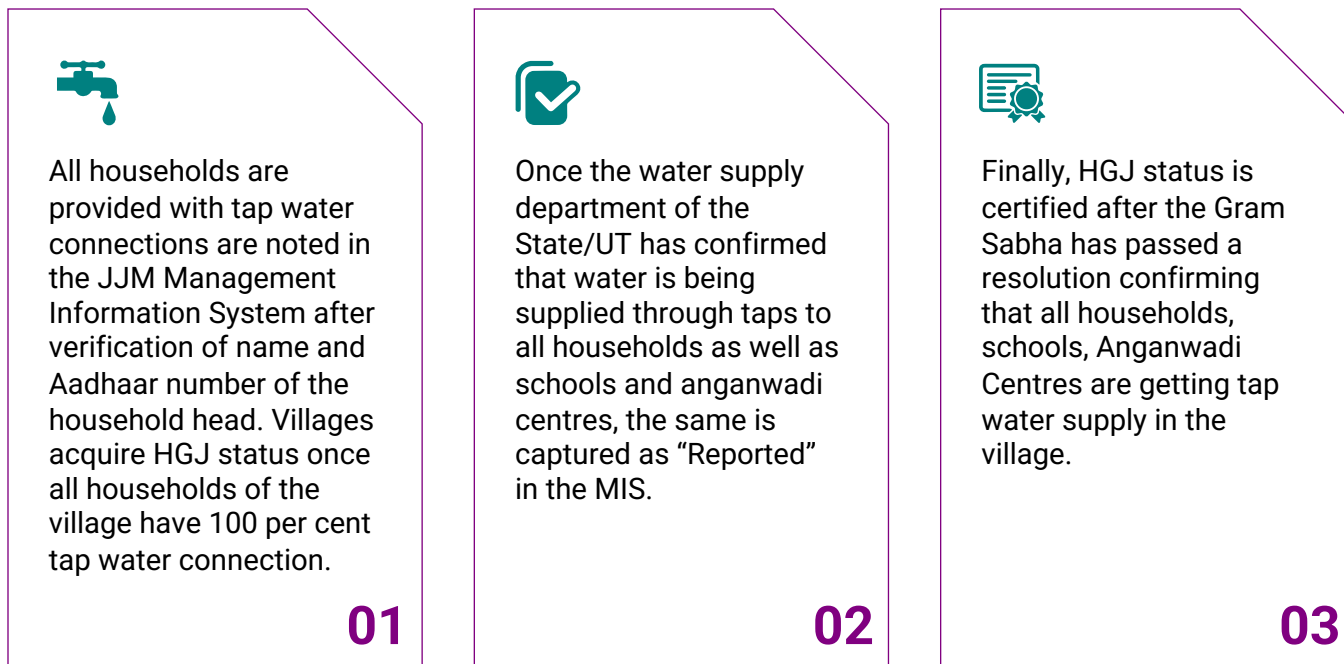 All households are
provided with tap water
connections are noted in
the JJM Management
Information System after
verification of name and
Aadhaar number of the
household head. Villages
acquire HGJ status once
all households of the
village have 100 per cent
tap water connection.
01
Once the water supply
department of the
State/UT has confirmed
that water is being
supplied through taps to
all households as well as
schools and anganwadi
centres, the same is
captured as “Reported”
in the MIS.
02
Finally, HGJ status is
certified after the Gram
Sabha has passed a
resolution confirming
that all households,
schools, Anganwadi
Centres are getting tap
water supply in the
village.
03